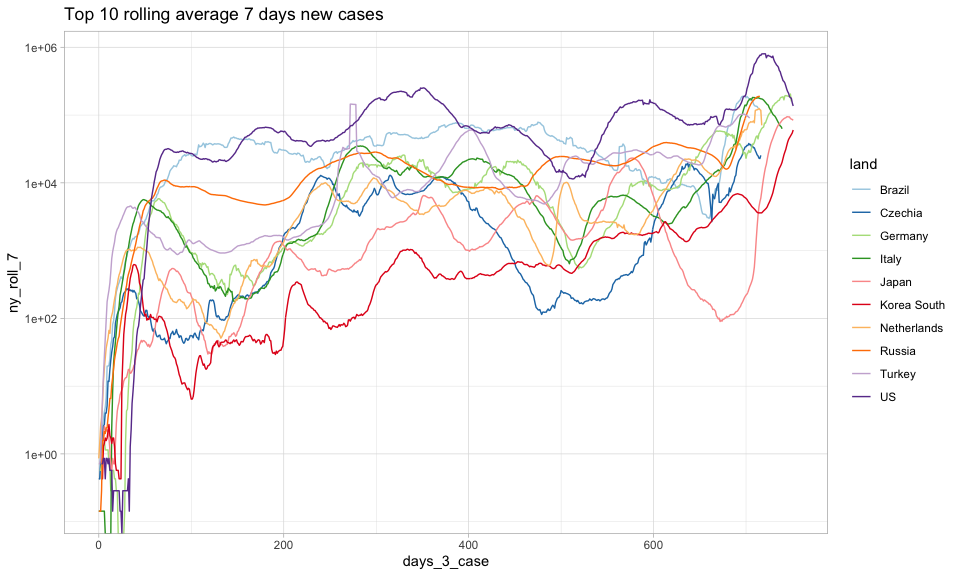 Top 10 rolling average 7 days new cases
1e+06
1e+04
1e+02
1e+00
ny_roll_7
0
200
400
600
days_3_case
land
Brazil
Czechia
Germany
Italy
Japan
Korea South
Netherlands
Russia
Turkey
US